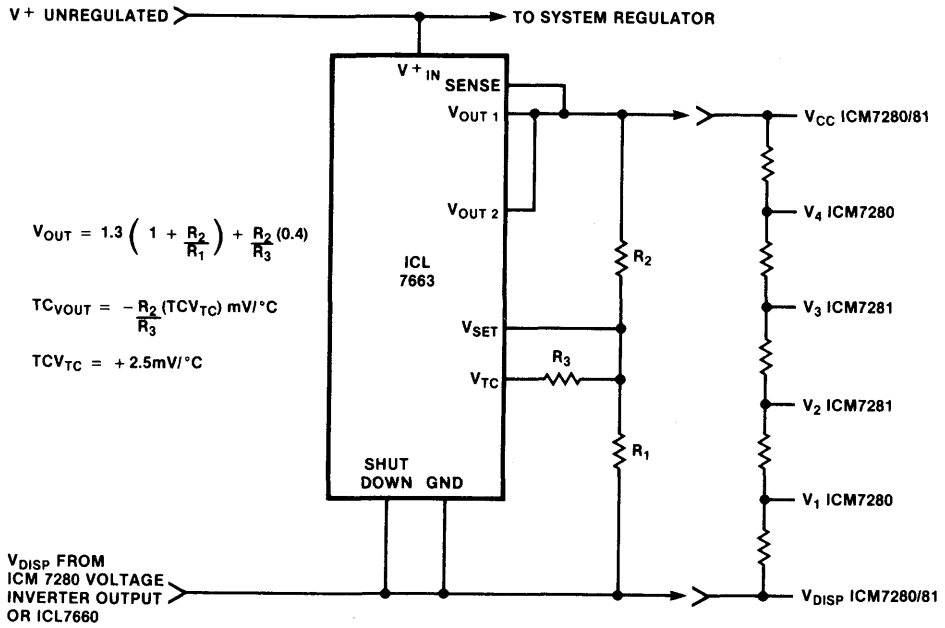 V+ UNREGULATED
TO SYSTEM REGULATOR
V+ IN
SENSE
VOUT 1
VCC ICM7280/81
V4 ICM7280
VOUT 2
VOUT = 1.3 ( 1 + R2/R1 ) + R2/R3 (0.4)
ICL
7663
R2
TCVOUT = - R2/R3 (TCVTC) mV/°C
V3 ICM7281
VSET
R3
TCVTC = + 2.5mV/°C
VTC
V2 ICM7281
R1
SHUT
DOWN GND
V1 ICM7280
VDISP FROM
ICM 7280 VOLTAGE
INVERTER OUTPUT
OR ICL7660
VDISP ICM7280/81